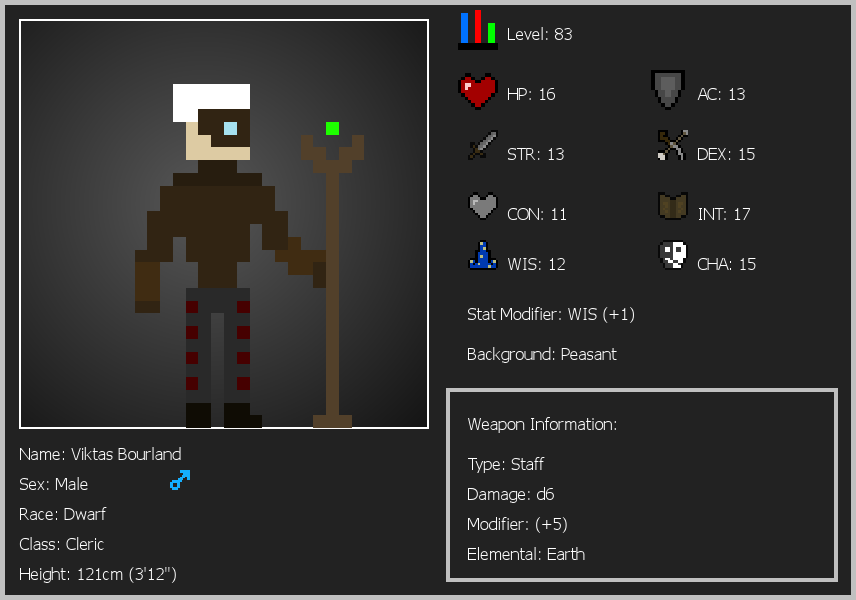 Level: 83
HP: 16
AC: 13
STR: 13
DEX: 15
CON: 11
INT: 17
WIS: 12
CHA: 15
Stat Modifier: WIS (+1)
Background: Peasant
Weapon Information:
Type: Staff
Damage: d6
Modifier: (+5)
Elemental: Earth
Name: Viktas Bourland
Sex: Male
Race: Dwarf
Class: Cleric
Height: 121cm (3'12")